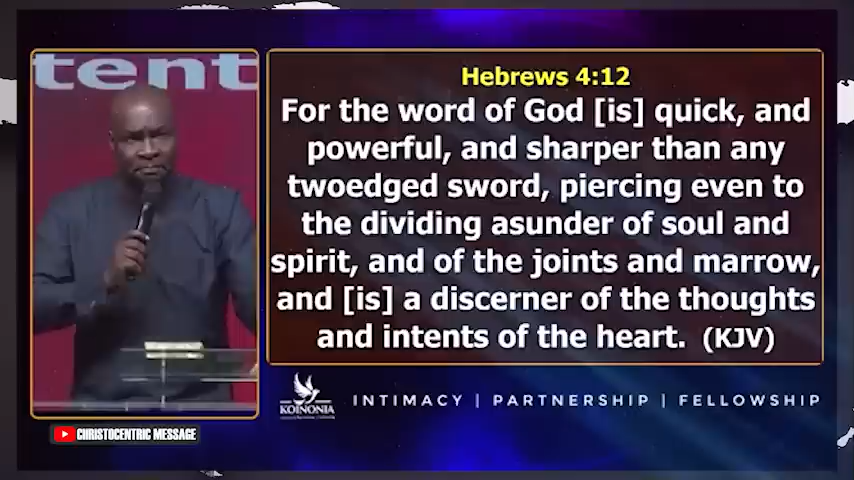 tent
Hebrews 4:12
For the word of God [is] quick, and
powerful, and sharper than any
twoedged sword, piercing even to
the dividing asunder of soul and
spirit, and of the joints and marrow,
and [is] a discerner of the thoughts
and intents of the heart. (KJV)
KOINONIA
INTIMACY | PARTNERSHIP | FELLOWSHIP
CHRISTOCENTRIC MESSAGE